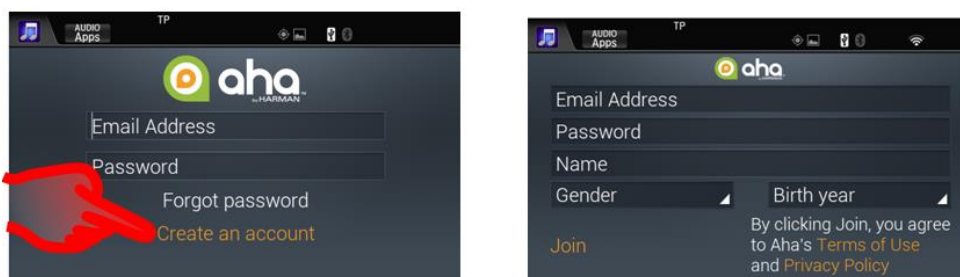 AUDIO
Apps
TP
aha
by HARMAN
Email Address
Password
Forgot password
Create an account
AUDIO
Apps
TP
aha
Email Address
Password
Name
Gender
Birth year
Join
By clicking Join, you agree
to Aha's Terms of Use
and Privacy Policy